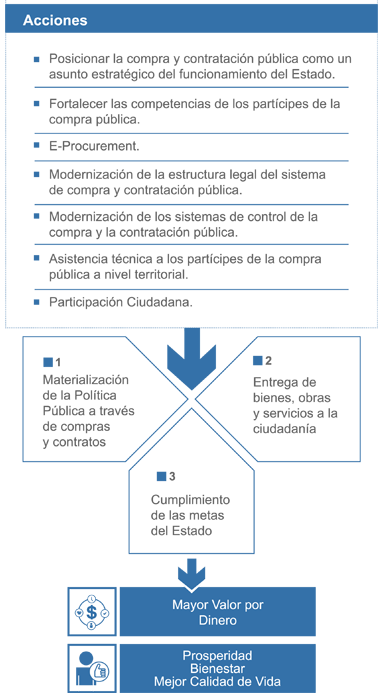 Acciones
Posicionar la compra y contratación pública como un
asunto estratégico del funcionamiento del Estado.
Fortalecer las competencias de los partícipes de la
compra pública.
E-Procurement.
Modernización de la estructura legal del sistema
de compra y contratación pública.
Modernización de los sistemas de control de la
compra y la contratación pública.
Asistencia técnica a los partícipes de la compra
pública a nivel territorial.
Participación Ciudadana.
1
Materialización
de la Política
Pública a través
de compras
y contratos
2
Entrega de
bienes, obras
y servicios a la
ciudadanía
3
Cumplimiento
de las metas
del Estado
$
Mayor Valor por
Dinero
Prosperidad
Bienestar
Mejor Calidad de Vida